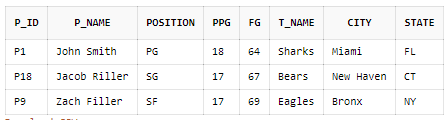 P_ID P_NAME POSITION PPG FG T_NAME CITY STATE
P1 John Smith PG 18 64 Sharks Miami FL
P18 Jacob Riller SG 17 67 Bears New Haven CT
P9 Zach Filler SF 17 69 Eagles Bronx NY